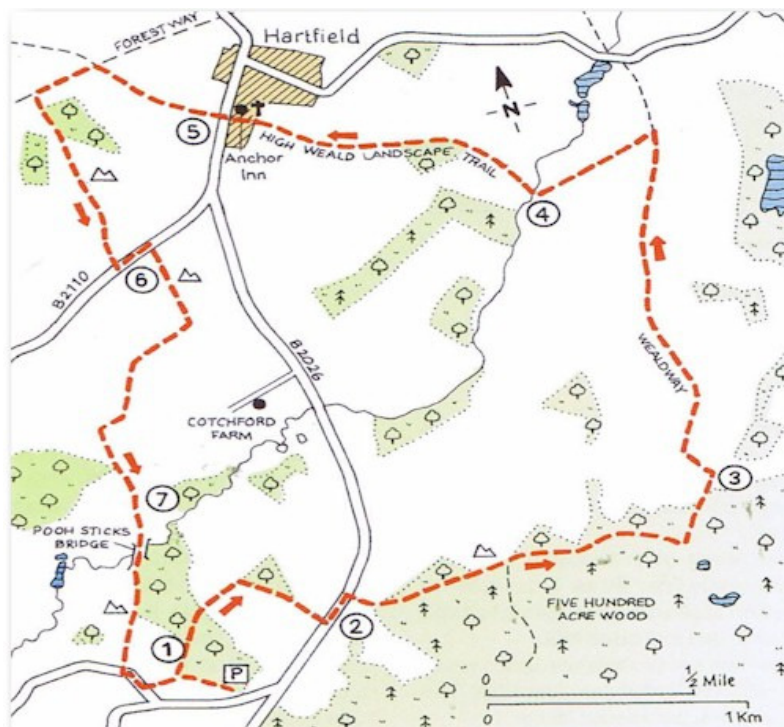 FOREST WAY
Hartfield
N
5
Anchor
Inn
HIGH WEALD LANDSCAPE
TRAIL
4
6
B2110
B2026
WEALDWAY
COTCHFORD
FARM
3
7
POOH STICKS
BRIDGE
FIVE HUNDRED
ACRE WOOD
2
1
P
0
1/2 Mile
0
1 Km